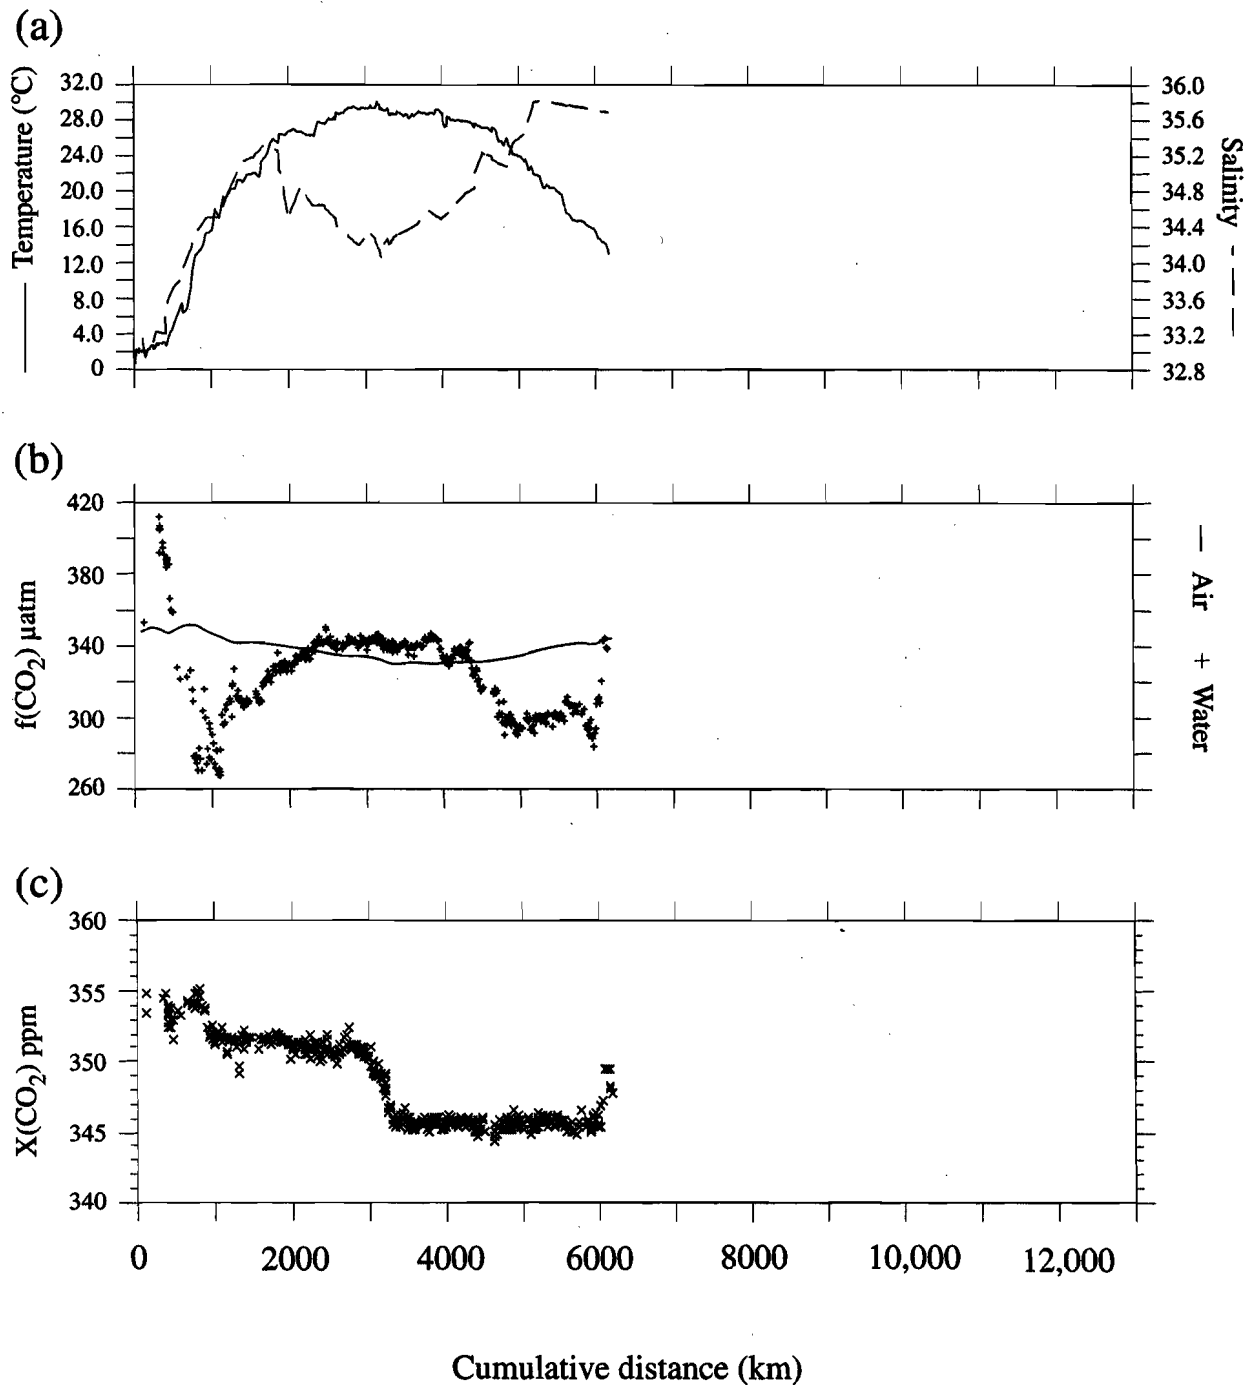 (a)
Temperature (°C)
32.0
28.0
24.0
20.0
16.0
12.0
8.0
4.0
0
36.0
35.6
35.2
34.8
34.4
34.0
33.6
33.2
32.8
Salinity
(b)
f(CO2) µatm
420
380
340
300
260
— Air + Water
(c)
X(CO2) ppm
360
355
350
345
340
0 2000 4000 6000 8000 10,000 12,000
Cumulative distance (km)